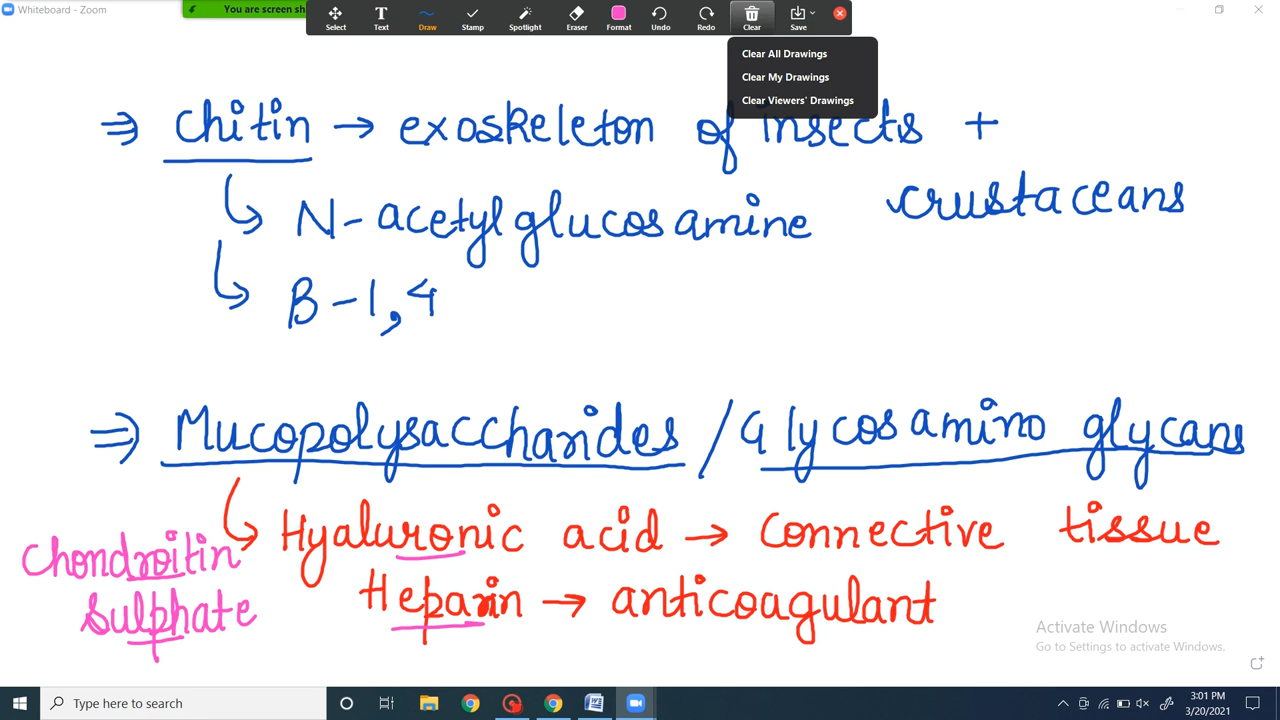 Whiteboard - Zoom
You are screen sh
Select Text Draw Stamp Spotlight Eraser Format Undo Redo Clear Save
Clear All Drawings
Clear My Drawings
Clear Viewers' Drawings
⇒ Chitin → exoskeleton of insects +
crustaceans
↳ N-acetylglucosamine
↳ B-1,4
⇒ Mucopolysaccharides / Glycosamino glycans
↳ Hyaluronic acid → connective tissue
Chondroitin
sulphate
Heparin → anticoagulant
Activate Windows
Go to Settings to activate Windows.
Type here to search
3:01 PM
3/20/2021